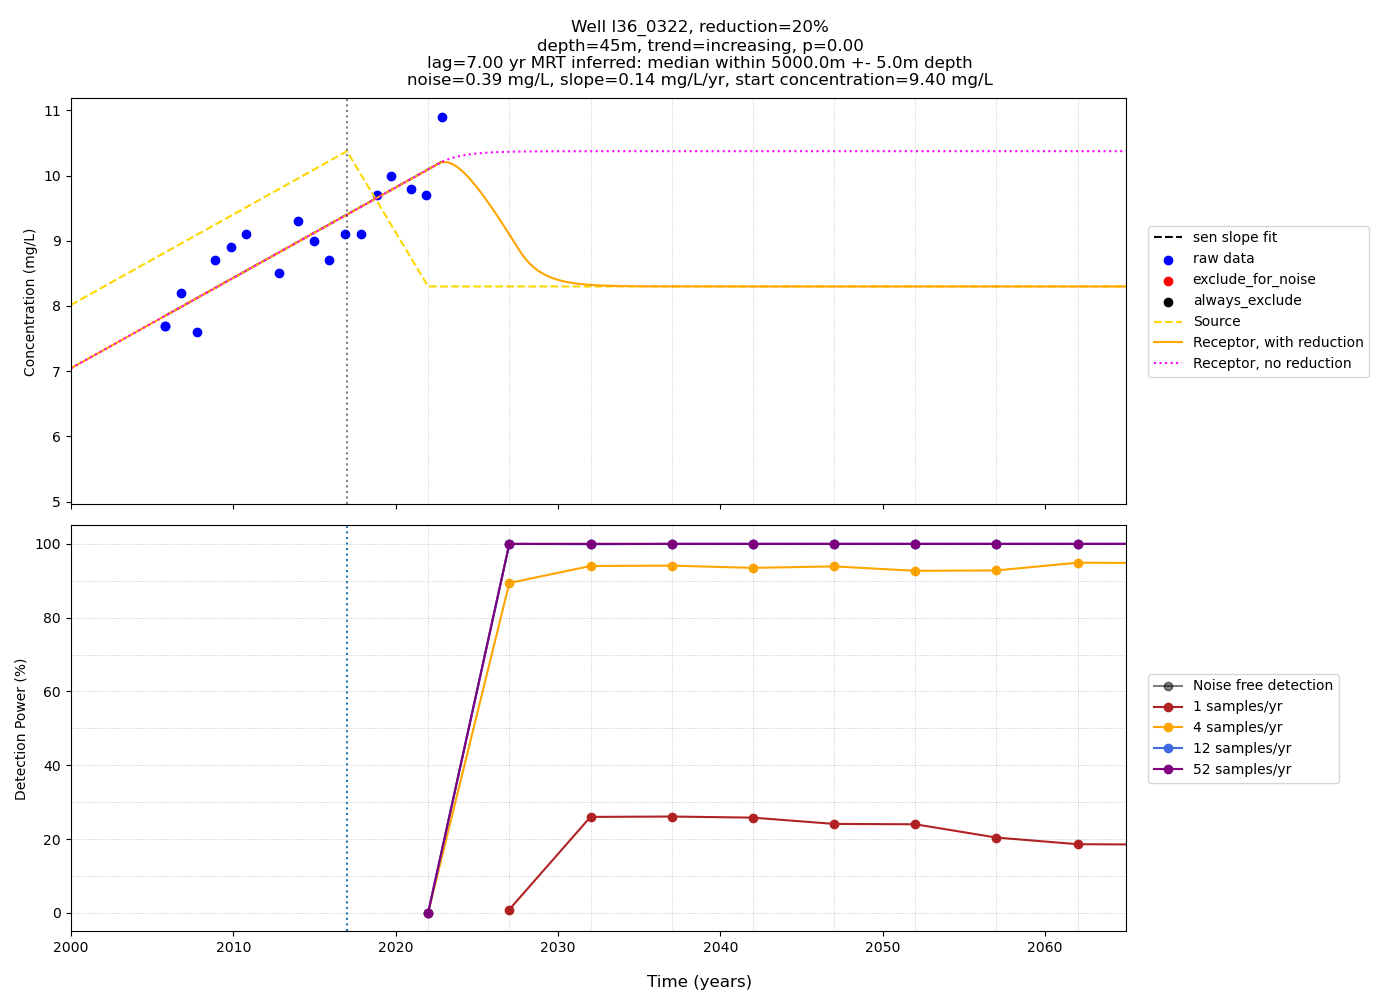 Well l36_0322, reduction=20%
depth=45m, trend=increasing, p=0.00
lag=7.00 yr MRT inferred: median within 5000.0m +- 5.0m depth
noise=0.39 mg/L, slope=0.14 mg/L/yr, start concentration=9.40 mg/L
11
10
9
8
7
6
5
Concentration (mg/L)
sen slope fit
raw data
exclude_for_noise
always_exclude
Source
Receptor, with reduction
Receptor, no reduction
100
80
60
40
20
0
Detection Power (%)
Noise free detection
1 samples/yr
4 samples/yr
12 samples/yr
52 samples/yr
2000 2010 2020 2030 2040 2050 2060
Time (years)